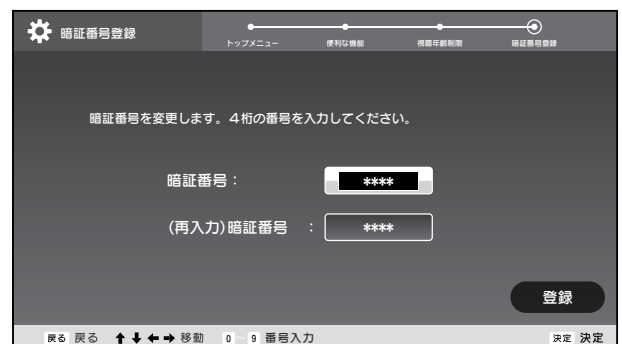 暗証番号登録
トップメニュー 便利な機能 視聴年齢制限 暗証番号登録
暗証番号を変更します。4桁の番号を入力してください。
暗証番号： ****
(再入力)暗証番号 ： ****
登録
戻る 戻る ↑↓←→ 移動 0 ~ 9 番号入力 決定 決定